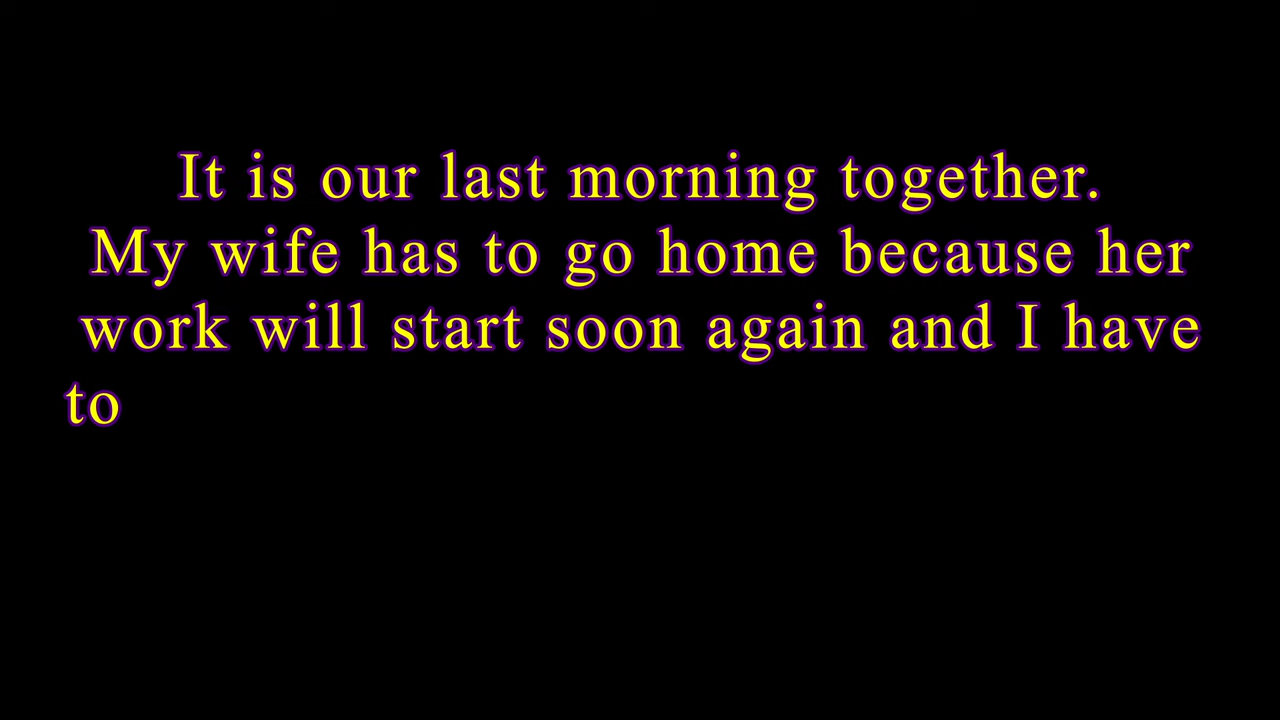 It is our last morning together.
My wife has to go home because her
work will start soon again and I have
to